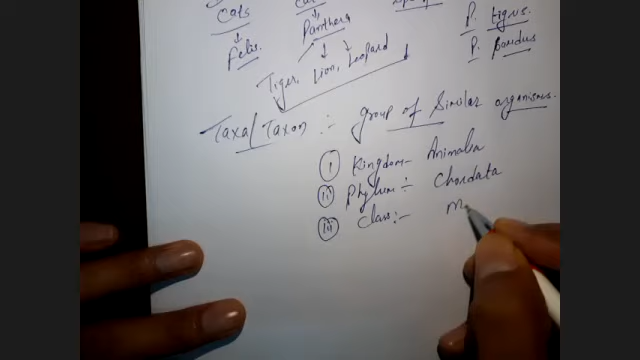 Cats
Felis.
Panthera
Tiger, Lion, Leopard
P. tigris.
P. pardus
Taxa/Taxon :- group of similar organisms.
(i) Kingdom - Animalia
(ii) Phylum :- Chordata
(iii) Class :- M